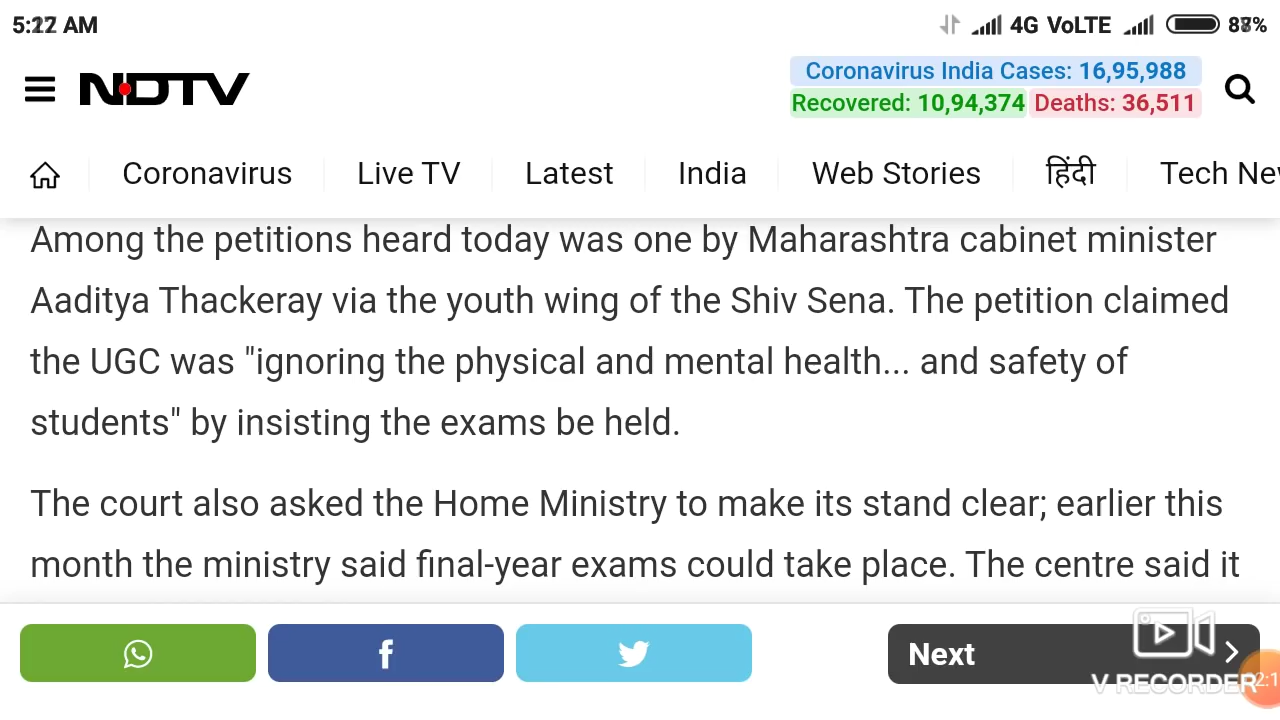 AM 4G VoLTE
NDTV
Coronavirus India Cases: 16,95,988
Recovered: 10,94,374 Deaths: 36,511
Coronavirus Live TV Latest India Web Stories हिंदी Tech Ne
Among the petitions heard today was one by Maharashtra cabinet minister
Aaditya Thackeray via the youth wing of the Shiv Sena. The petition claimed
the UGC was "ignoring the physical and mental health... and safety of
students" by insisting the exams be held.
The court also asked the Home Ministry to make its stand clear; earlier this
month the ministry said final-year exams could take place. The centre said it
Next
V RECORDER